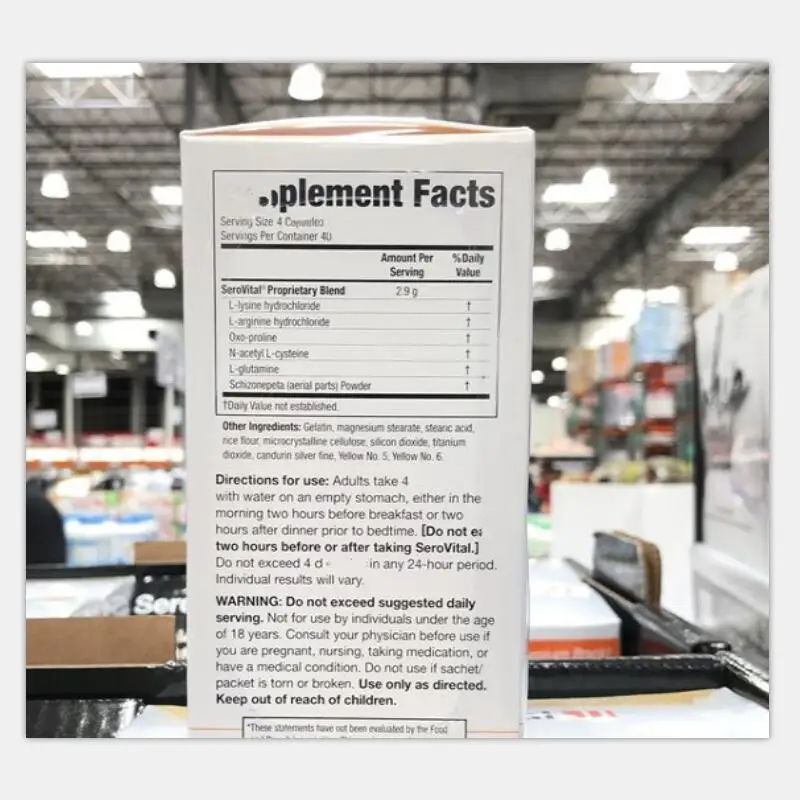 plement Facts
Serving Size 4 Capsules
Servings Per Container 40
Amount Per %Daily
Serving Value
SeroVital® Proprietary Blend 2.9 g
L-lysine hydrochloride †
L-arginine hydrochloride †
Oxo-proline †
N-acetyl L-cysteine †
L-glutamine †
Schizonepeta (aerial parts) Powder †
†Daily Value not established.
Other Ingredients: Gelatin, magnesium stearate, stearic acid,
rice flour, microcrystalline cellulose, silicon dioxide, titanium
dioxide, candurin silver fine, Yellow No. 5, Yellow No. 6.
Directions for use: Adults take 4
with water on an empty stomach, either in the
morning two hours before breakfast or two
hours after dinner prior to bedtime. [Do not
two hours before or after taking SeroVital.]
Do not exceed 4 in any 24-hour period.
Individual results will vary.
WARNING: Do not exceed suggested daily
serving. Not for use by individuals under the age
of 18 years. Consult your physician before use if
you are pregnant, nursing, taking medication, or
have a medical condition. Do not use if sachet/
packet is torn or broken. Use only as directed.
Keep out of reach of children.
*These statements have not been evaluated by the Food
Sero